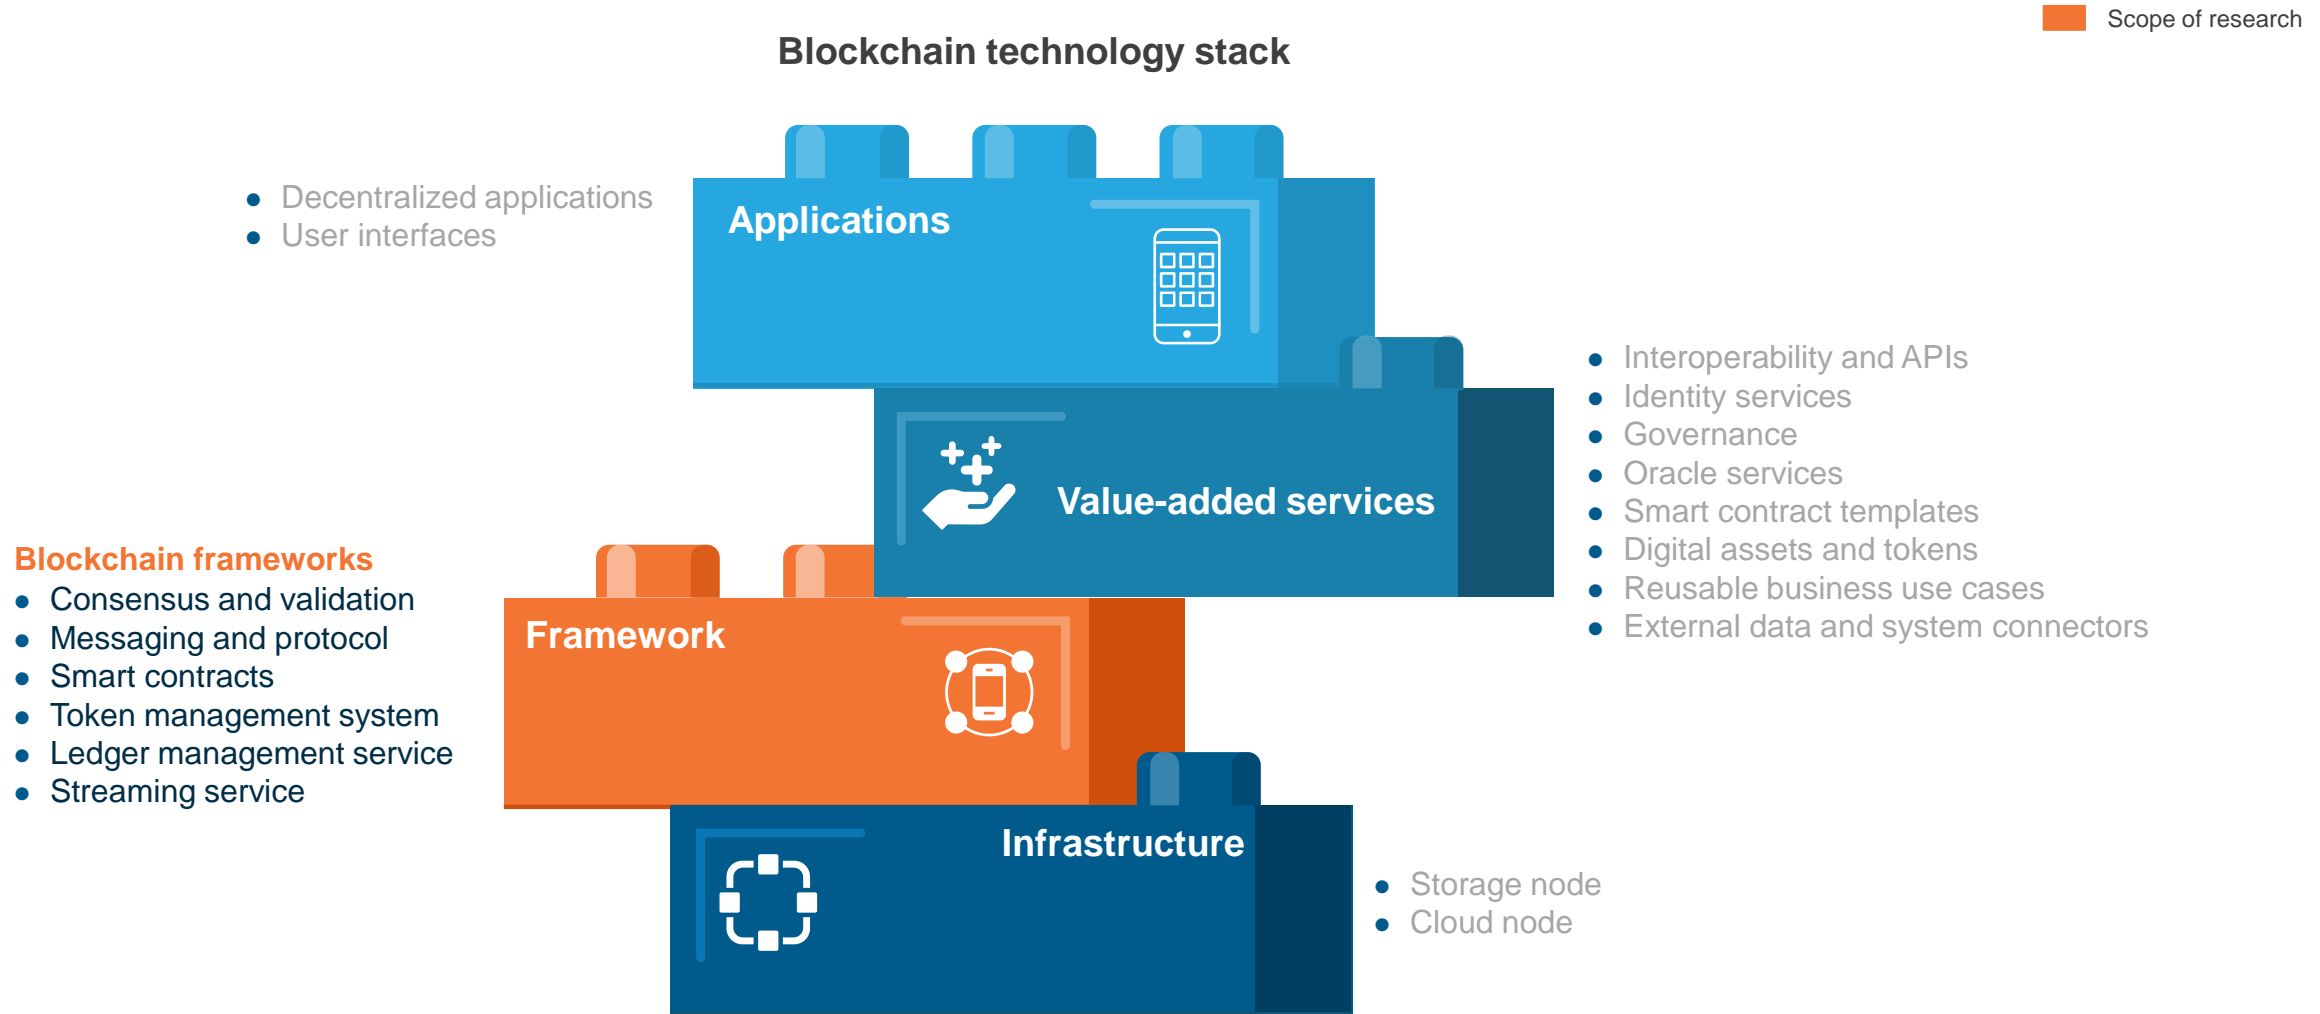 Scope of research
Blockchain technology stack
Decentralized applications
User interfaces
Applications
Interoperability and APIs
Identity services
Governance
Oracle services
Smart contract templates
Digital assets and tokens
Reusable business use cases
External data and system connectors
Value-added services
Blockchain frameworks
Consensus and validation
Messaging and protocol
Smart contracts
Token management system
Ledger management service
Streaming service
Framework
Infrastructure
Storage node
Cloud node